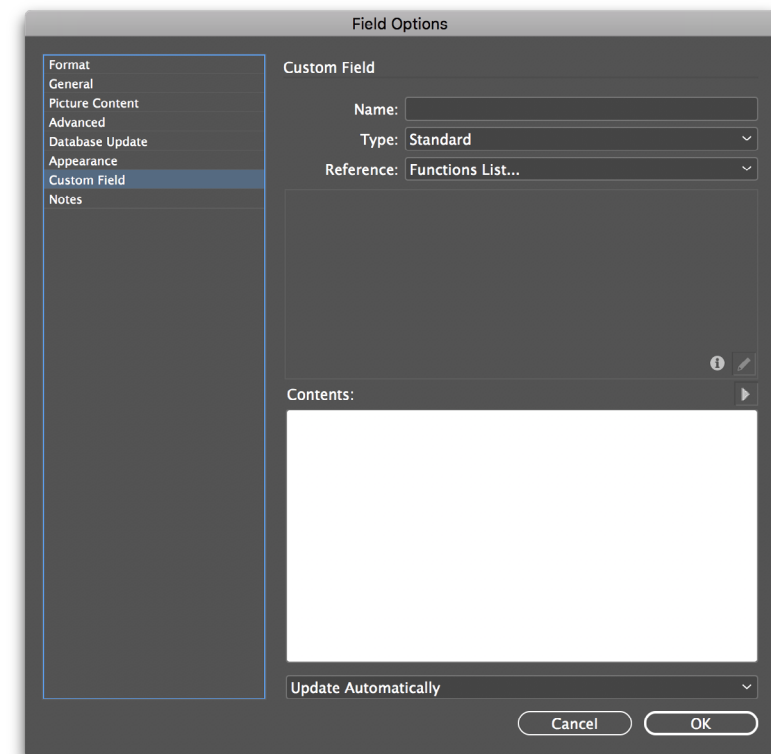 Field Options
Format
General
Picture Content
Advanced
Database Update
Appearance
Custom Field
Notes
Custom Field
Name:
Type: Standard
Reference: Functions List...
Contents:
Update Automatically
Cancel OK